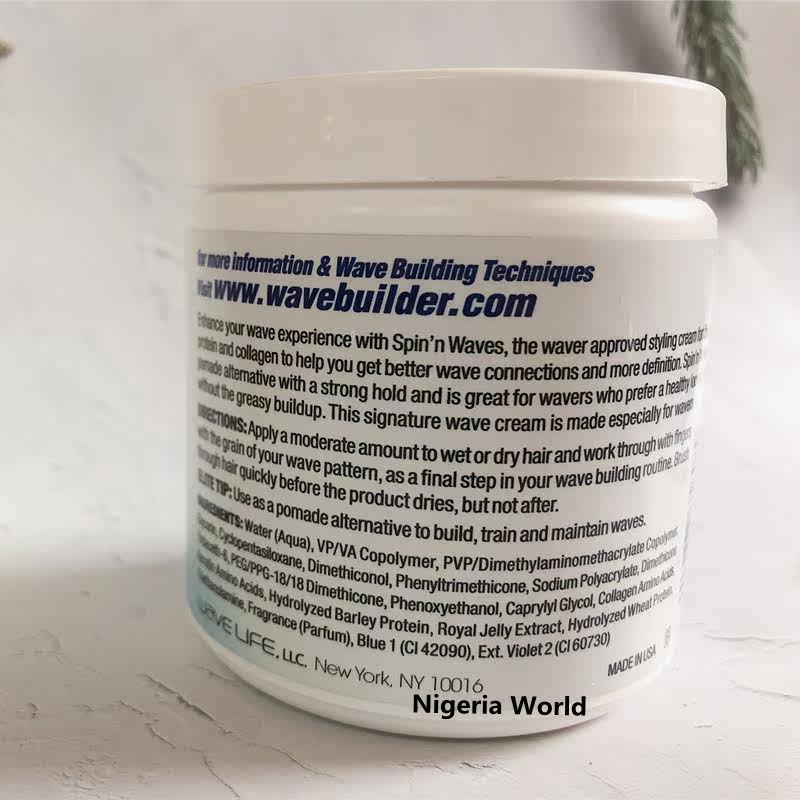 for more information & Wave Building Techniques
Visit www.wavebuilder.com
Enhance your wave experience with Spin'n Waves, the waver approved styling cream for
protein and collagen to help you get better wave connections and more definition. Spin'n
pomade alternative with a strong hold and is great for wavers who prefer a healthy
without the greasy buildup. This signature wave cream is made especially for wavers
DIRECTIONS: Apply a moderate amount to wet or dry hair and work through with fingers
with the grain of your wave pattern, as a final step in your wave building routine. Brush
through hair quickly before the product dries, but not after.
ELITE TIP: Use as a pomade alternative to build, train and maintain waves.
INGREDIENTS: Water (Aqua), VP/VA Copolymer, PVP/Dimethylaminomethacrylate Copolymer,
Glycerin, Cyclopentasiloxane, Dimethiconol, Phenyltrimethicone, Sodium Polyacrylate, Dimethicone,
PEG/PPG-18/18 Dimethicone, Phenoxyethanol, Caprylyl Glycol, Collagen Amino Acids,
Amino Acids, Hydrolyzed Barley Protein, Royal Jelly Extract, Hydrolyzed Wheat Protein,
Fragrance (Parfum), Blue 1 (CI 42090), Ext. Violet 2 (CI 60730)
WAVE LIFE, LLC. New York, NY 10016
MADE IN USA
Nigeria World